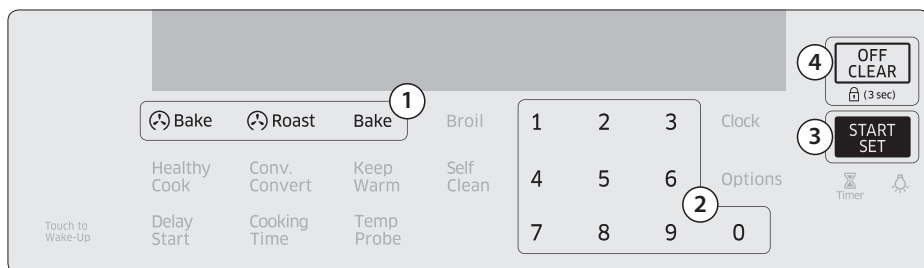 4
OFF
CLEAR
(3 sec)
1
Bake
Roast
Bake
Broil
1
2
3
Clock
3
START
SET
Healthy
Cook
Conv.
Convert
Keep
Warm
Self
Clean
4
5
6
Options
Timer
2
Touch to
Wake-Up
Delay
Start
Cooking
Time
Temp
Probe
7
8
9
0